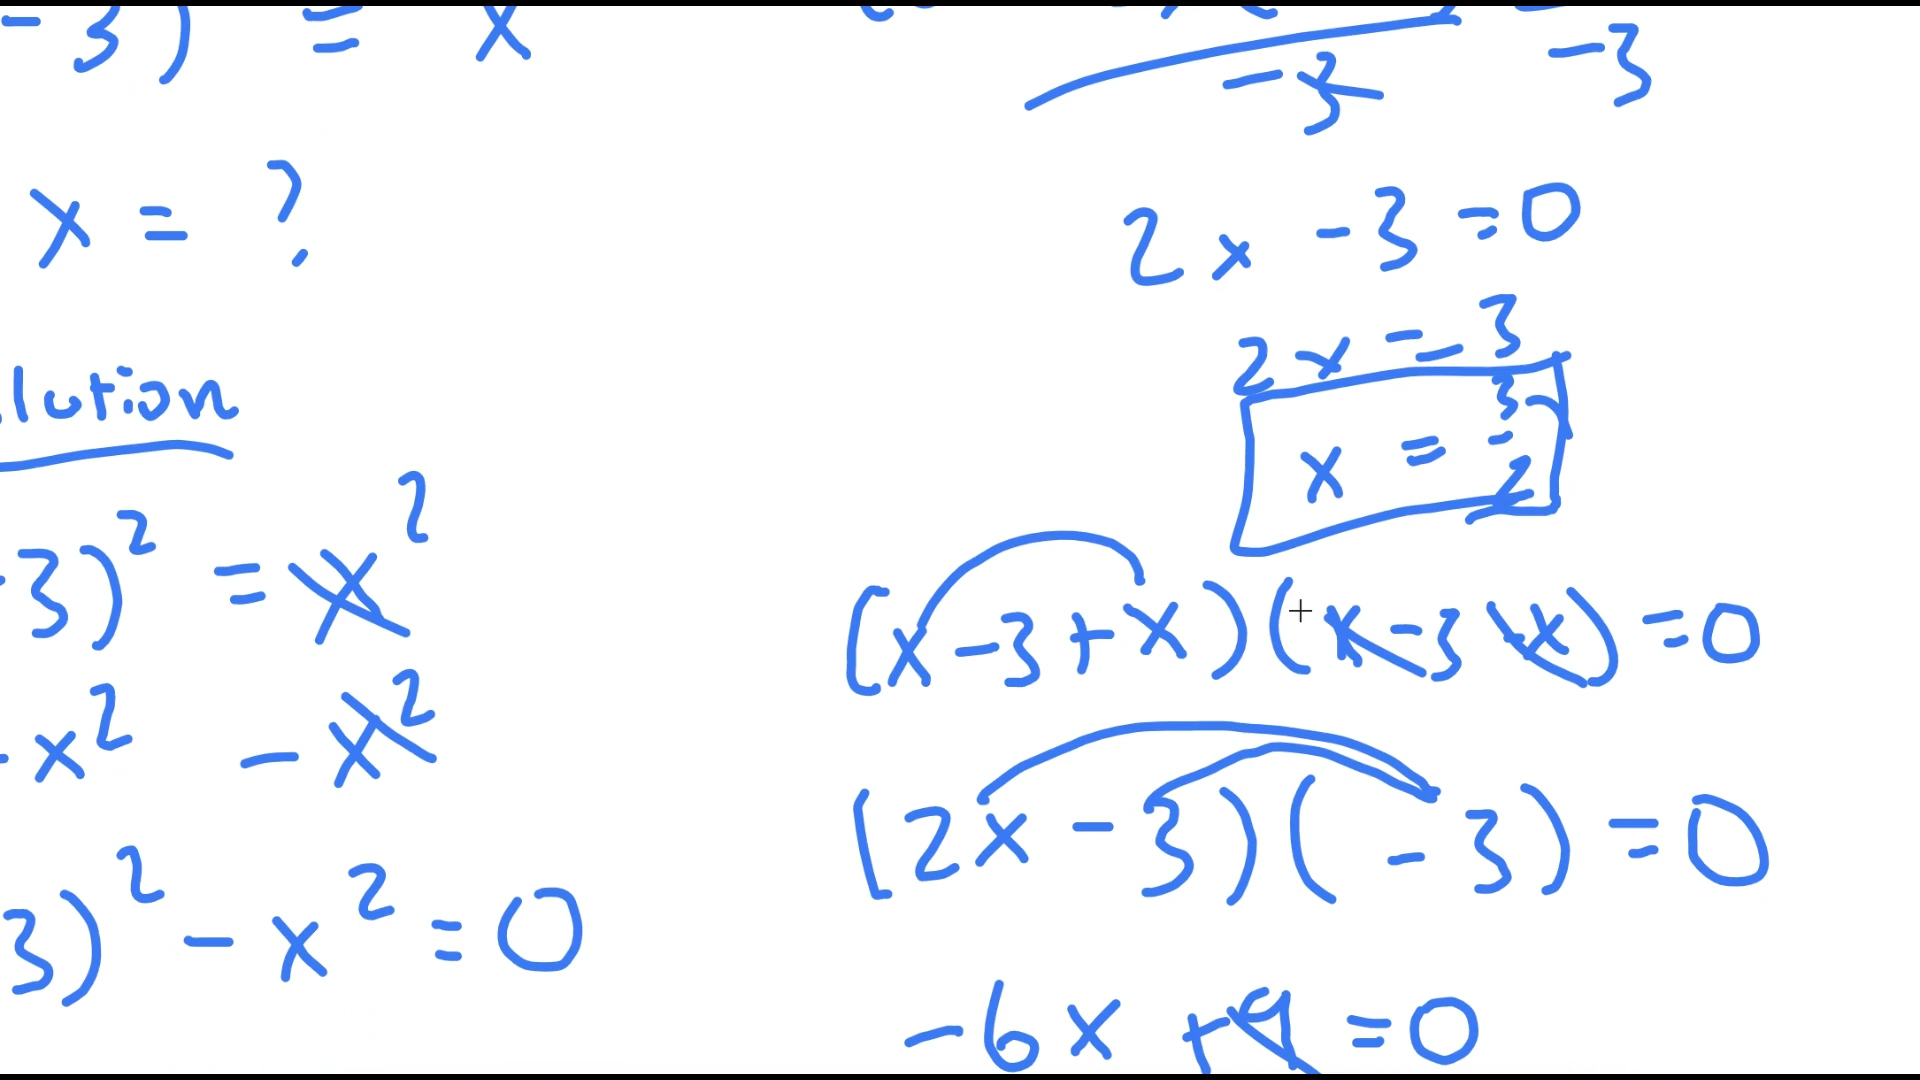 - 3) = x
x = ?
lution
3)² = x²
- x² - x²
3)² - x² = 0
-3 -3
2x - 3 = 0
2x = 3
x = 3/2
(x - 3 + x)(x - 3 - x) = 0
(2x - 3)(- 3) = 0
-6x + 9 = 0